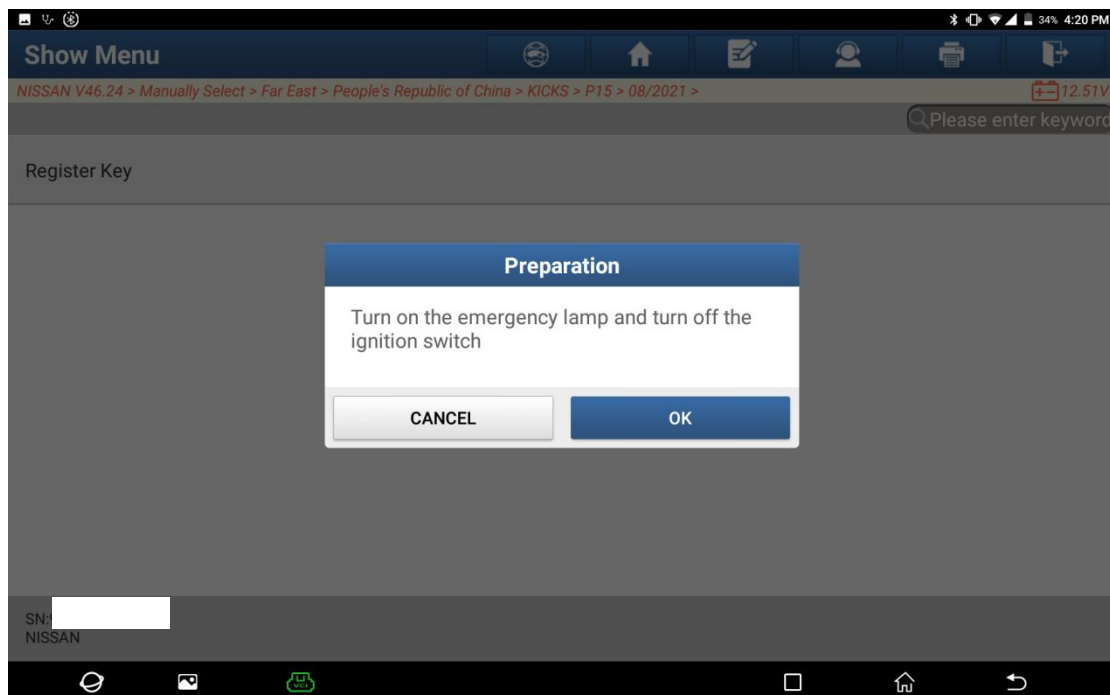 34% 4:20 PM
Show Menu
NISSAN V46.24 > Manually Select > Far East > People's Republic of China > KICKS > P15 > 08/2021 >
12.51V
Please enter keyword
Register Key
Preparation
Turn on the emergency lamp and turn off the
ignition switch
CANCEL
OK
SN:
NISSAN
VCI